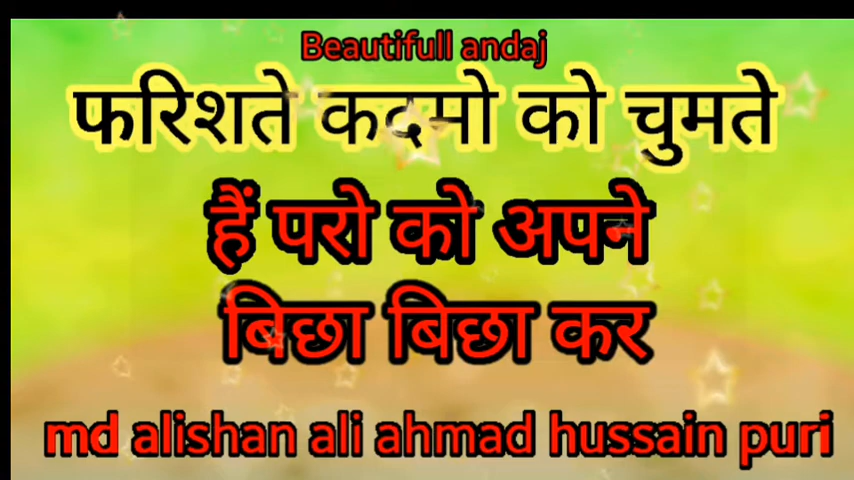 Beautifull andaj
फरिशते कदमो को चुमते
हैं परो को अपने
बिछा बिछा कर
md alishan ali ahmad hussain puri